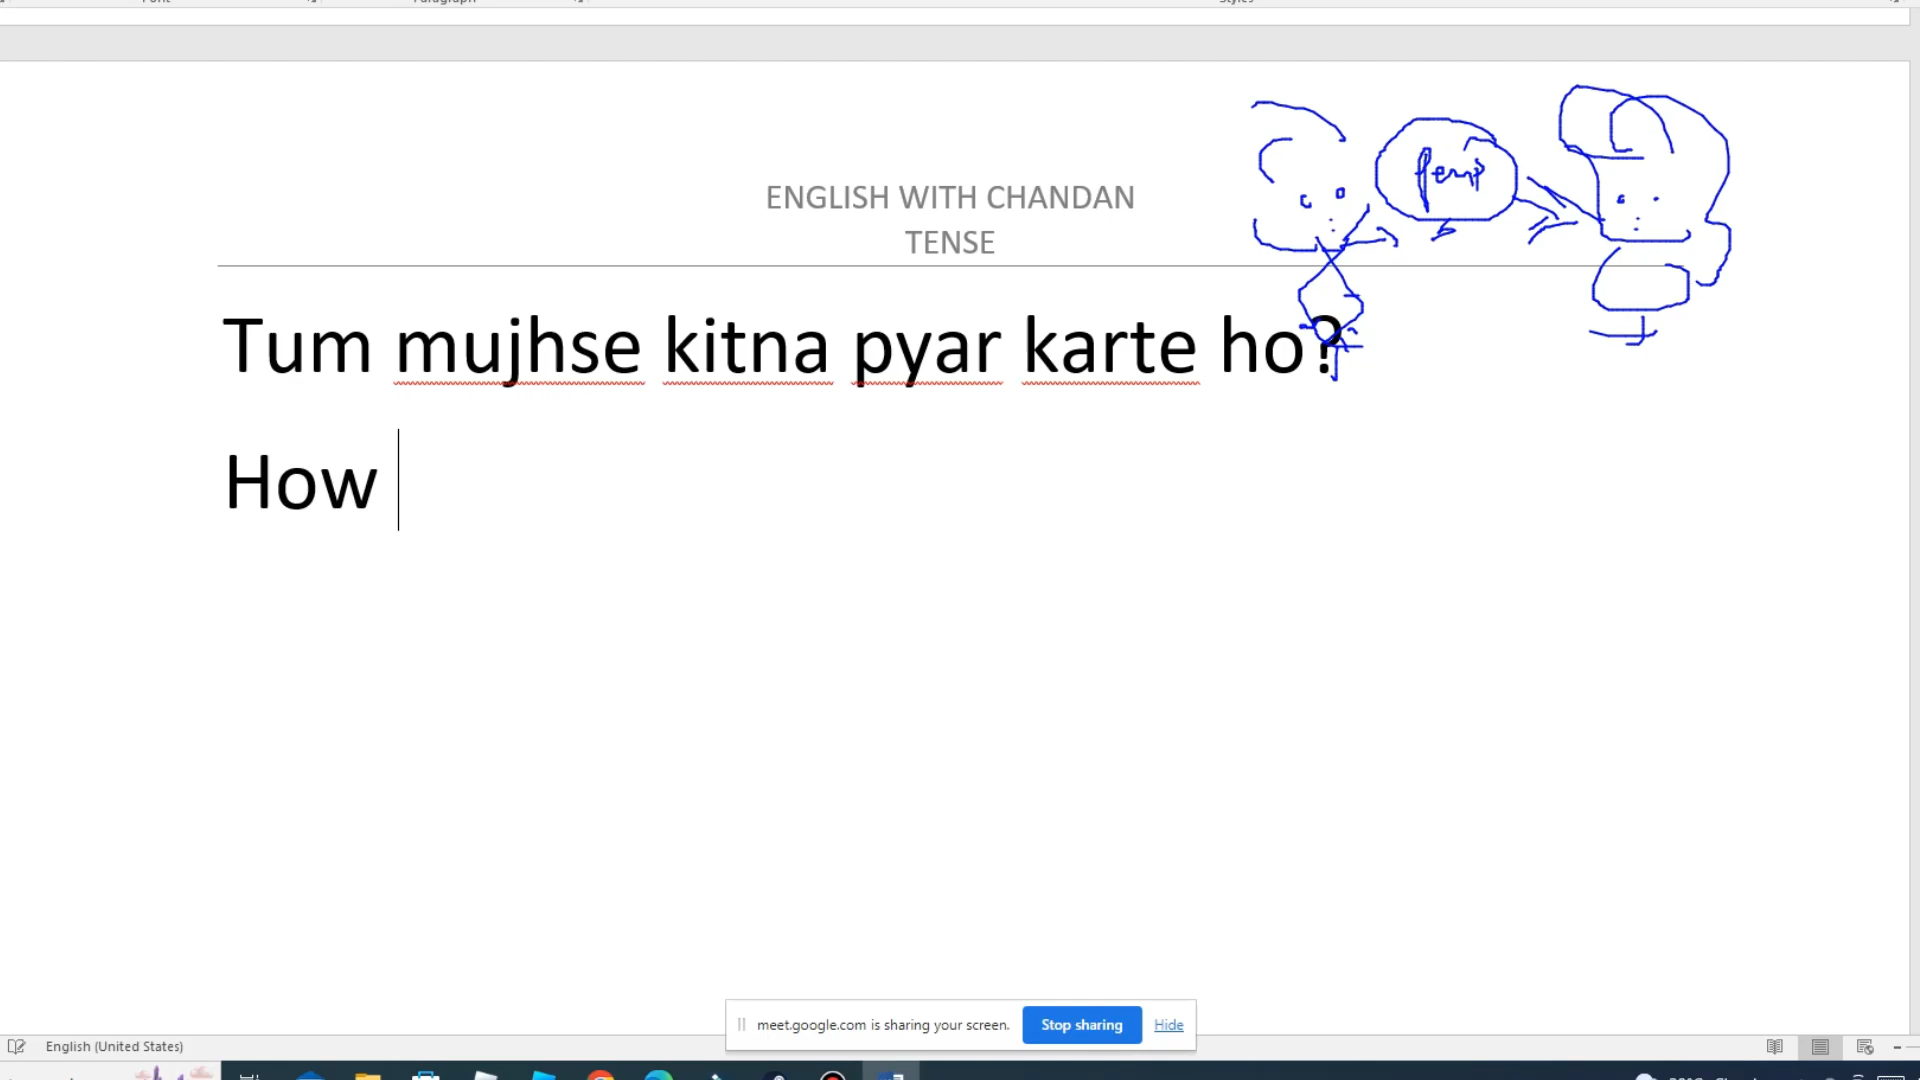 ENGLISH WITH CHANDAN
TENSE
Tum mujhse kitna pyar karte ho?
How
meet.google.com is sharing your screen.
Stop sharing
Hide
English (United States)